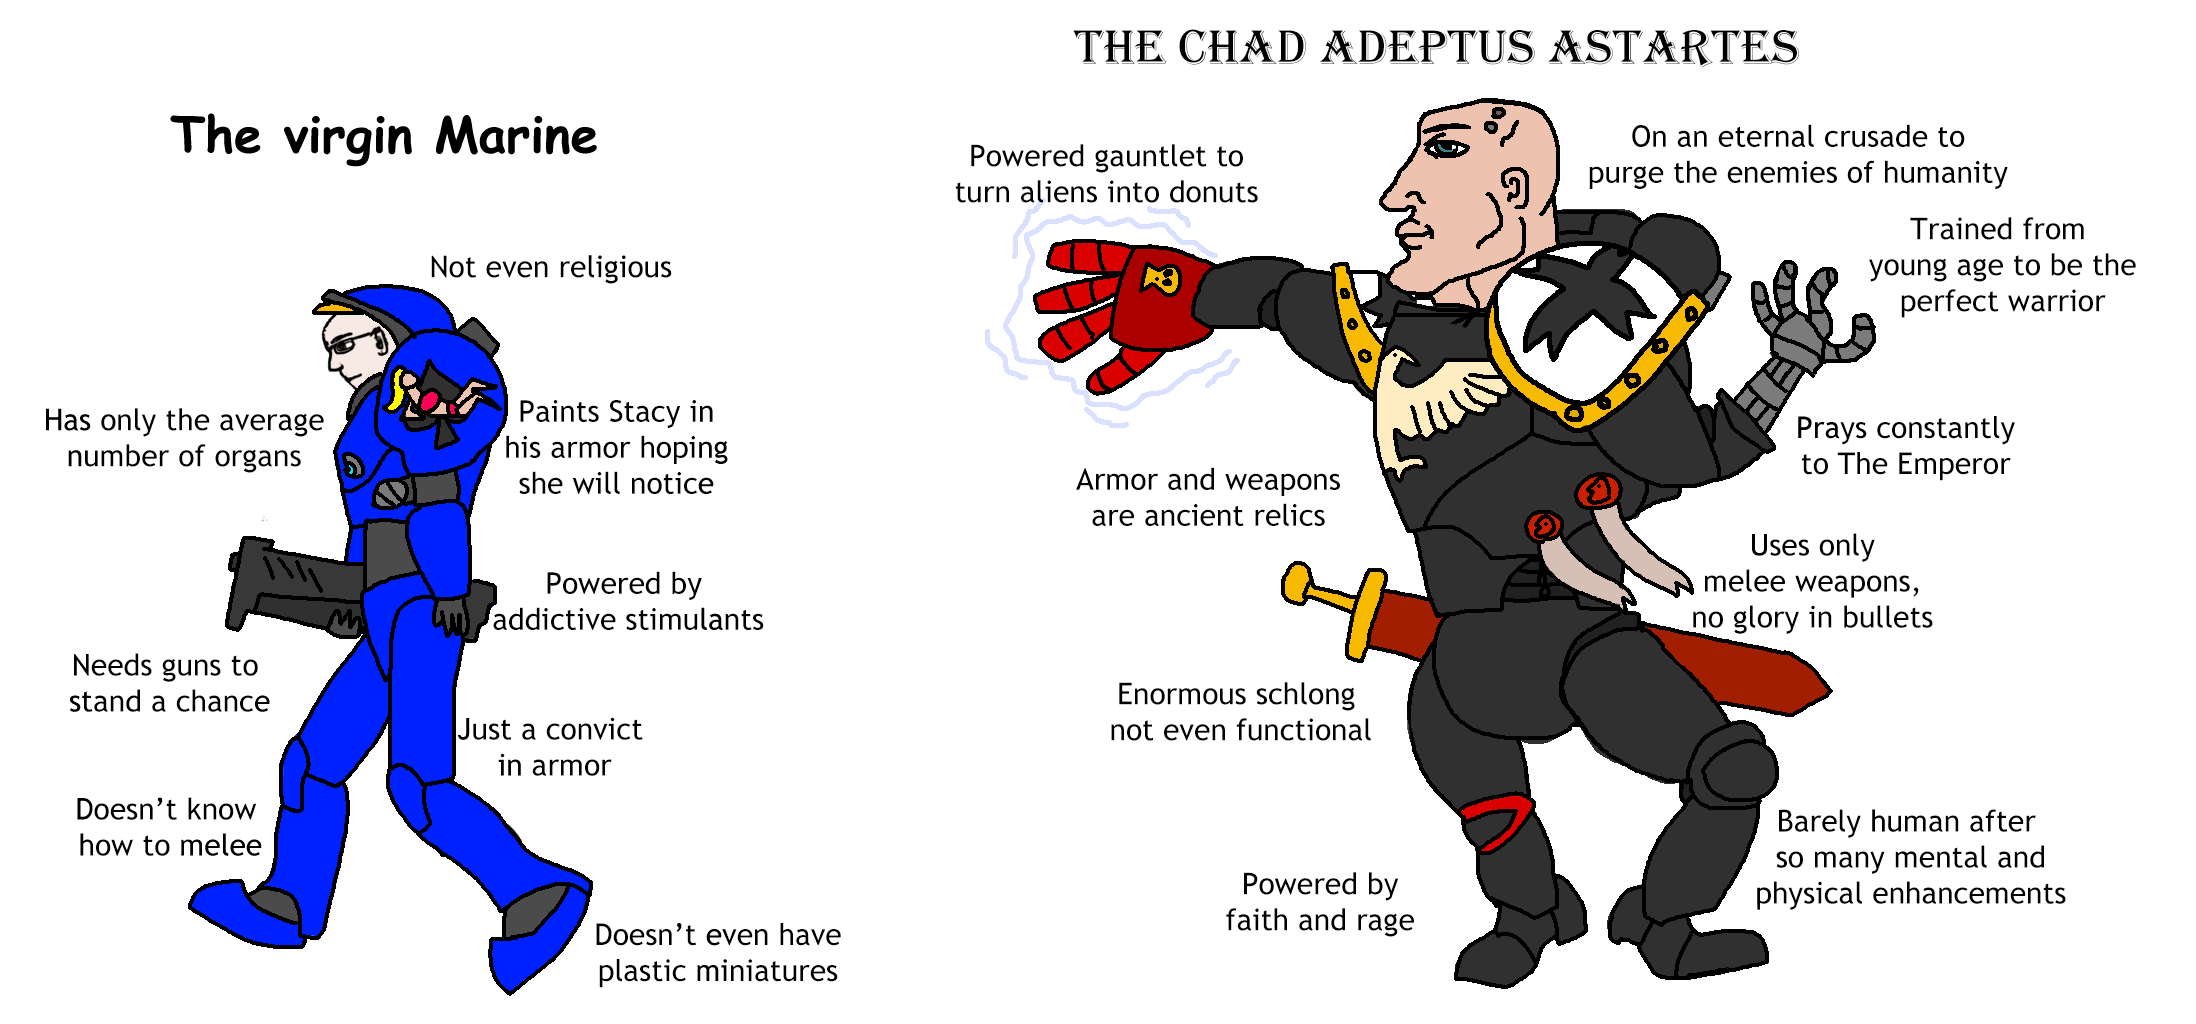 The virgin Marine
Not even religious
Has only the average
number of organs
Paints Stacy in
his armor hoping
she will notice
Powered by
addictive stimulants
Needs guns to
stand a chance
Just a convict
in armor
Doesn't know
how to melee
Doesn't even have
plastic miniatures
THE CHAD ADEPTUS ASTARTES
Powered gauntlet to
turn aliens into donuts
On an eternal crusade to
purge the enemies of humanity
Trained from
young age to be the
perfect warrior
Prays constantly
to The Emperor
Armor and weapons
are ancient relics
Uses only
melee weapons,
no glory in bullets
Enormous schlong
not even functional
Barely human after
so many mental and
physical enhancements
Powered by
faith and rage